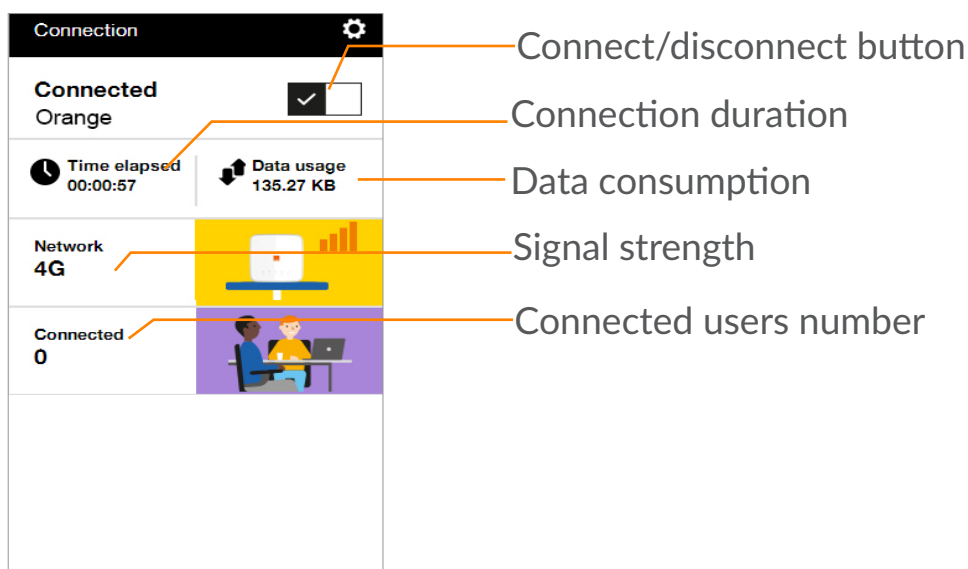 Connection
Connect/disconnect button
Connected
Orange
Connection duration
Time elapsed
00:00:57
Data usage
135.27 KB
Data consumption
Network
4G
Signal strength
Connected
0
Connected users number